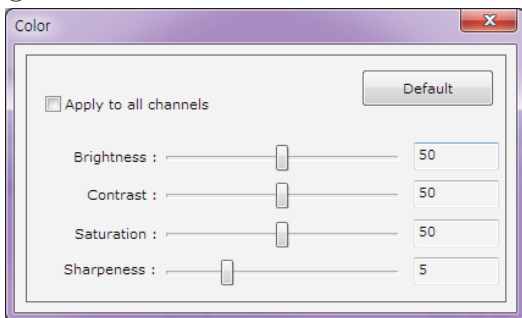 Color
x
Default
Apply to all channels
Brightness : 50
Contrast : 50
Saturation : 50
Sharpeness : 5